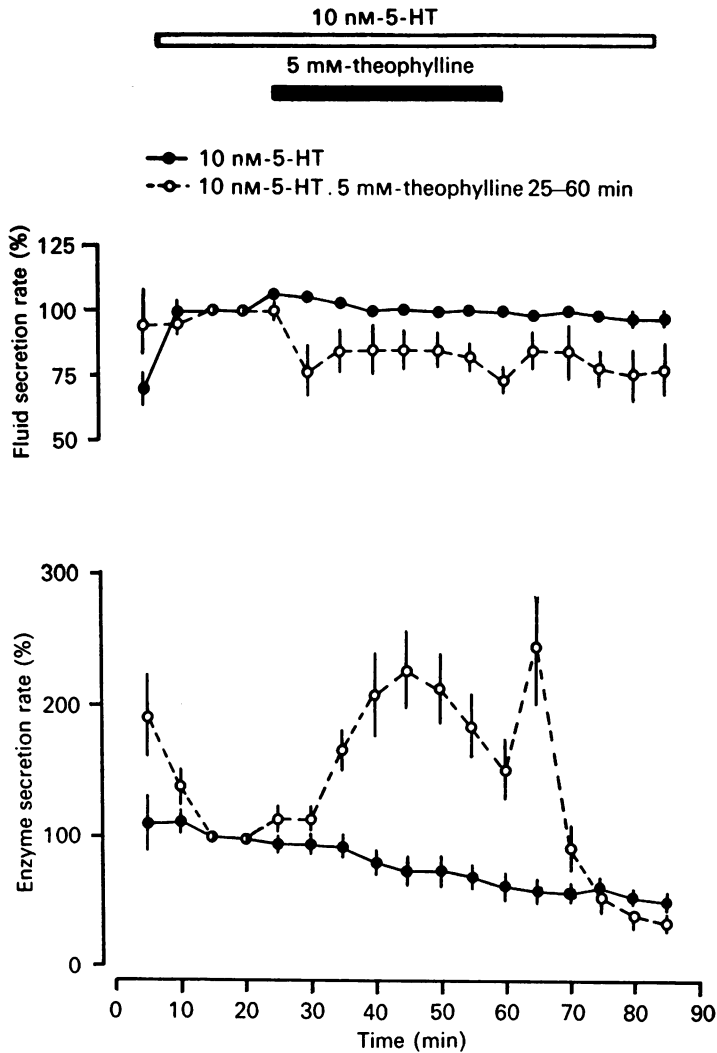 10 nM-5-HT
5 mM-theophylline
10 nM-5-HT
10 nM-5-HT . 5 mM-theophylline 25–60 min
Fluid secretion rate (%)
125
100
75
50
Enzyme secretion rate (%)
300
200
100
0
0 10 20 30 40 50 60 70 80 90
Time (min)